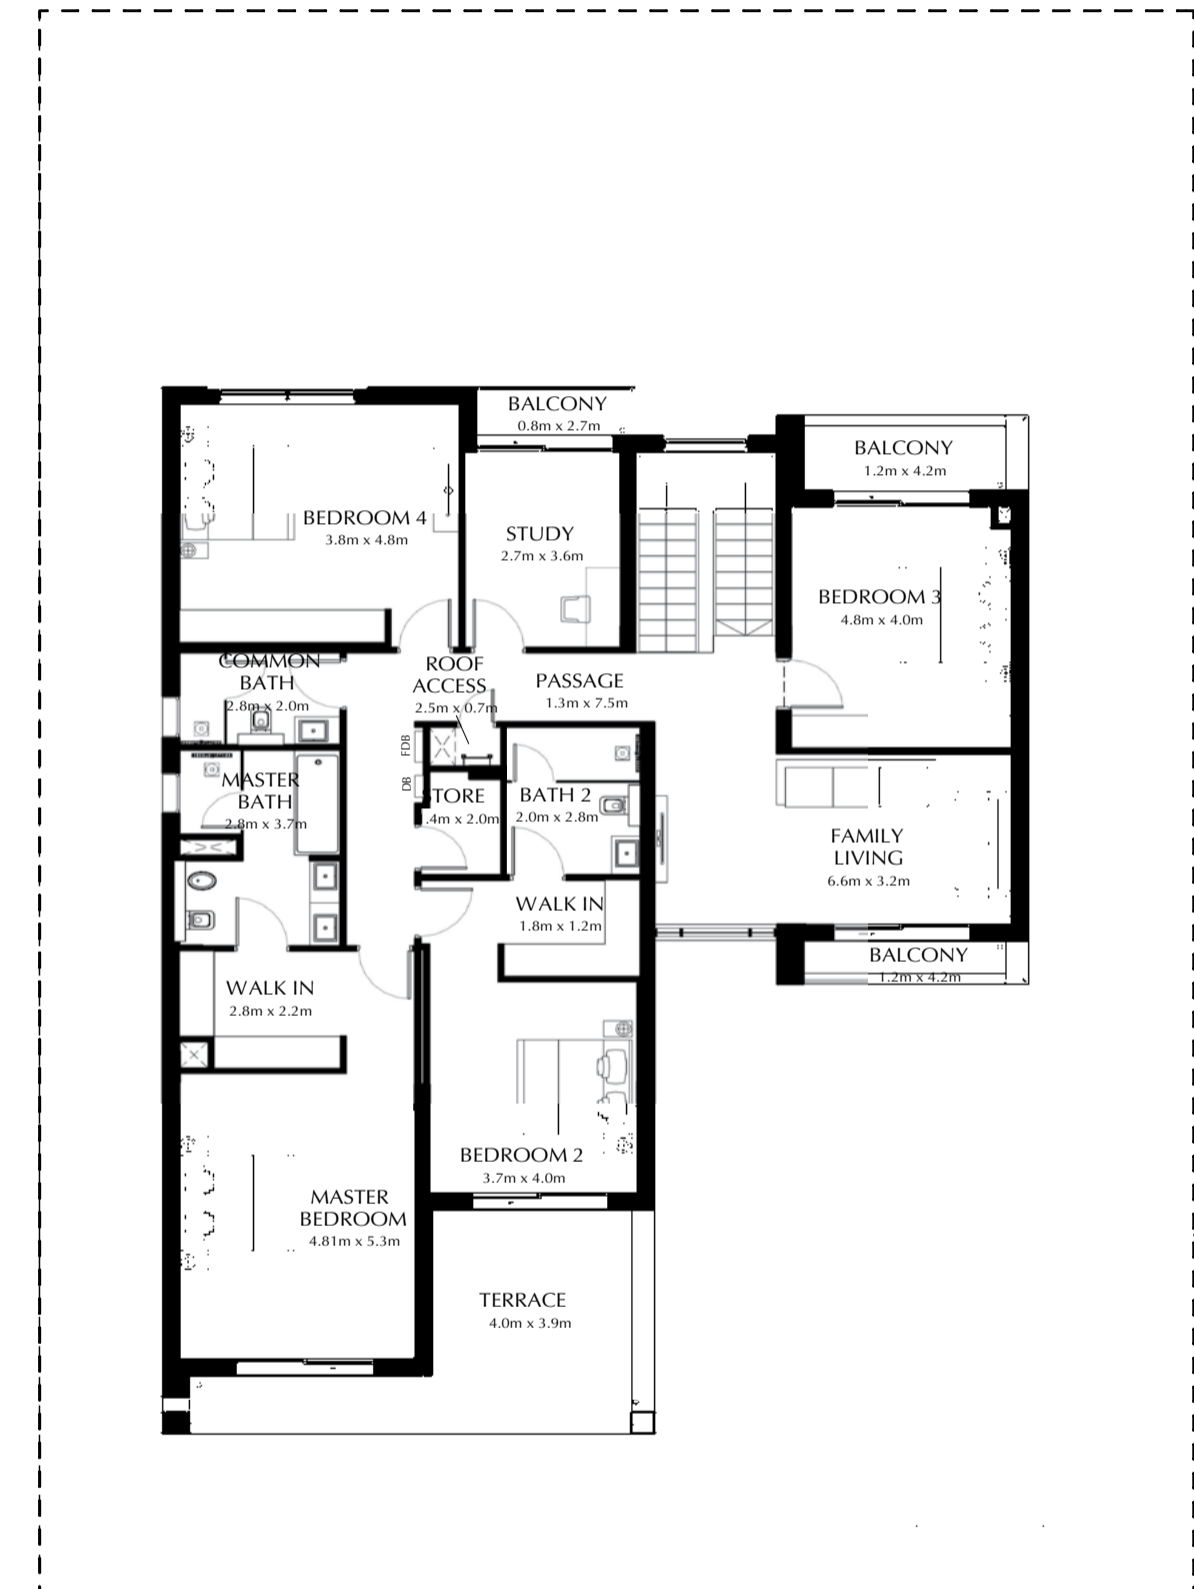 BALCONY
0.8m x 2.7m
BALCONY
1.2m x 4.2m
BEDROOM 4
3.8m x 4.8m
STUDY
2.7m x 3.6m
BEDROOM 3
4.8m x 4.0m
COMMON
BATH
2.8m x 2.0m
ROOF
ACCESS
2.5m x 0.7m
PASSAGE
1.3m x 7.5m
FDB
DB
MASTER
BATH
2.8m x 3.7m
TORE
.4m x 2.0m
BATH 2
2.0m x 2.8m
FAMILY
LIVING
6.6m x 3.2m
WALK IN
1.8m x 1.2m
BALCONY
1.2m x 4.2m
WALK IN
2.8m x 2.2m
BEDROOM 2
3.7m x 4.0m
MASTER
BEDROOM
4.81m x 5.3m
TERRACE
4.0m x 3.9m